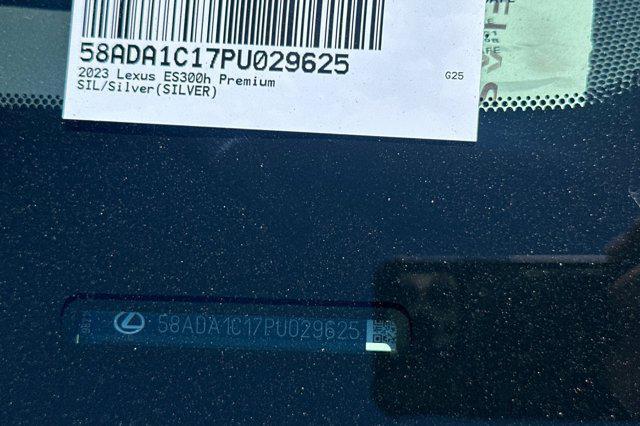 58ADA1C17PU029625
2023 Lexus ES300h Premium
G25
SIL/Silver(SILVER)
58ADA1C17PU029625